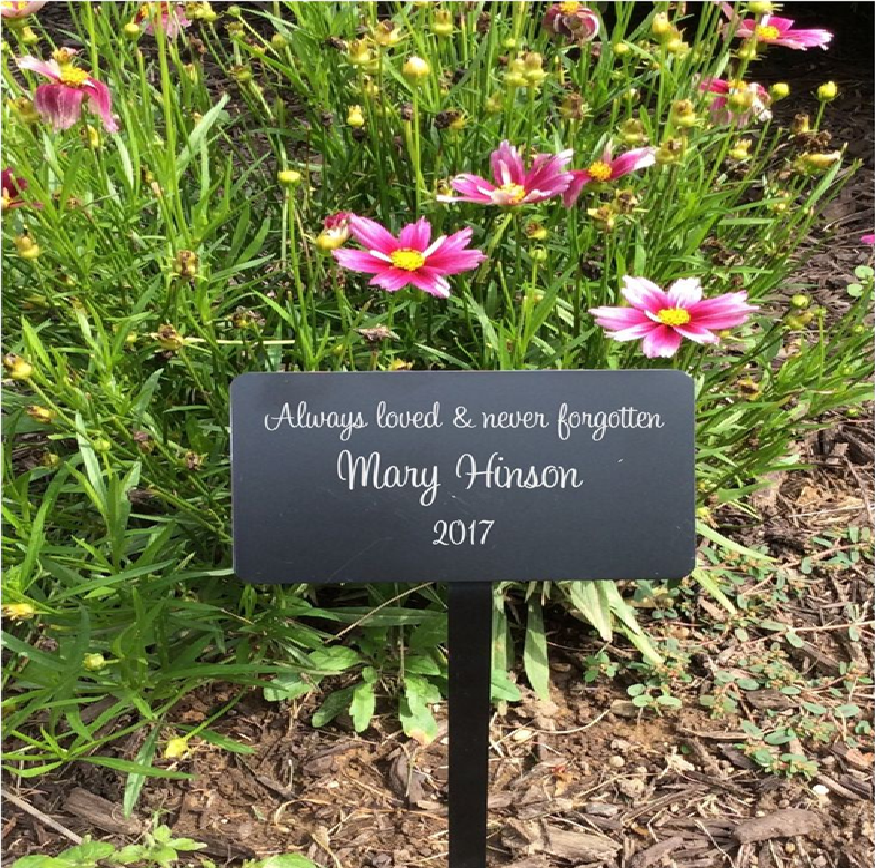 Always loved & never forgotten
Mary Hinson
2017